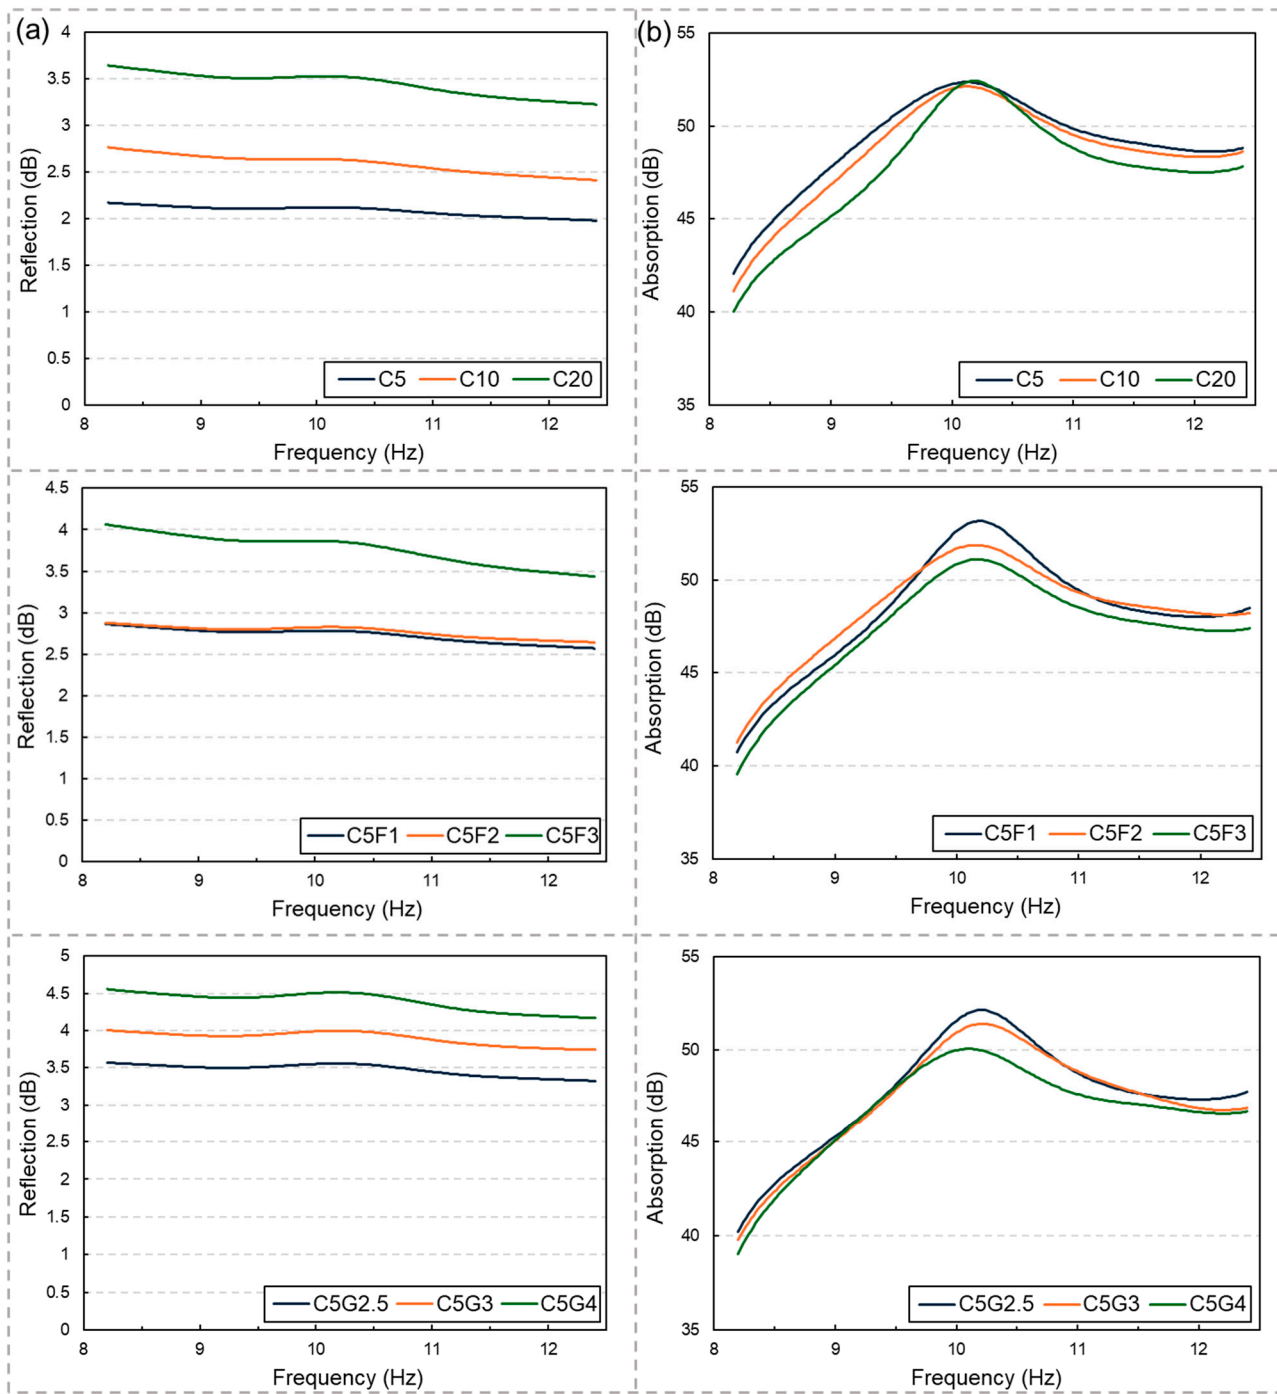 (a)
4
3.5
3
2.5
2
1.5
1
0.5
0
Reflection (dB)
C5 C10 C20
8 9 10 11 12
Frequency (Hz)
(b)
55
50
45
40
35
Absorption (dB)
C5 C10 C20
8 9 10 11 12
Frequency (Hz)
4.5
4
3.5
3
2.5
2
1.5
1
0.5
0
Reflection (dB)
C5F1 C5F2 C5F3
8 9 10 11 12
Frequency (Hz)
55
50
45
40
35
Absorption (dB)
C5F1 C5F2 C5F3
8 9 10 11 12
Frequency (Hz)
5
4.5
4
3.5
3
2.5
2
1.5
1
0.5
0
Reflection (dB)
C5G2.5 C5G3 C5G4
8 9 10 11 12
Frequency (Hz)
55
50
45
40
35
Absorption (dB)
C5G2.5 C5G3 C5G4
8 9 10 11 12
Frequency (Hz)